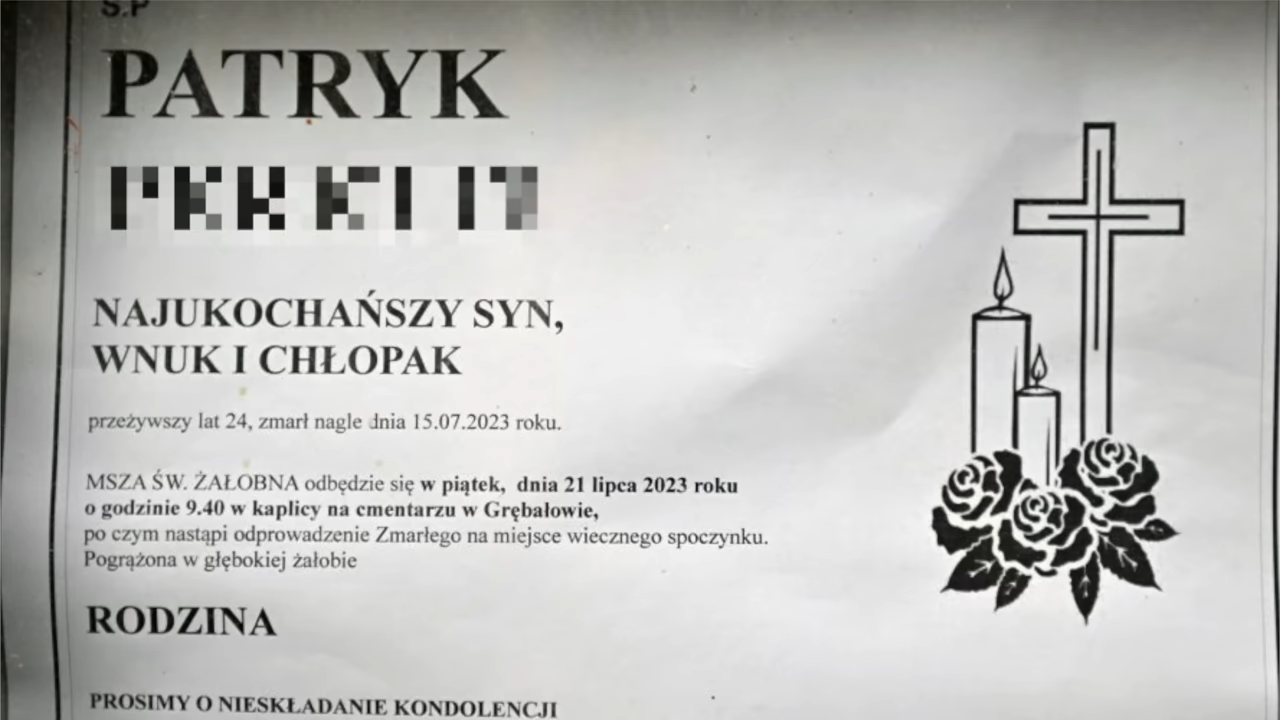 Ś.P
PATRYK
NAJUKOCHAŃSZY SYN,
WNUK I CHŁOPAK
przeżywszy lat 24, zmarł nagle dnia 15.07.2023 roku.
MSZA ŚW. ŻAŁOBNA odbędzie się w piątek, dnia 21 lipca 2023 roku
o godzinie 9.40 w kaplicy na cmentarzu w Grębałowie,
po czym nastąpi odprowadzenie Zmarłego na miejsce wiecznego spoczynku.
Pogrążona w głębokiej żałobie
RODZINA
PROSIMY O NIESKŁADANIE KONDOLENCJI